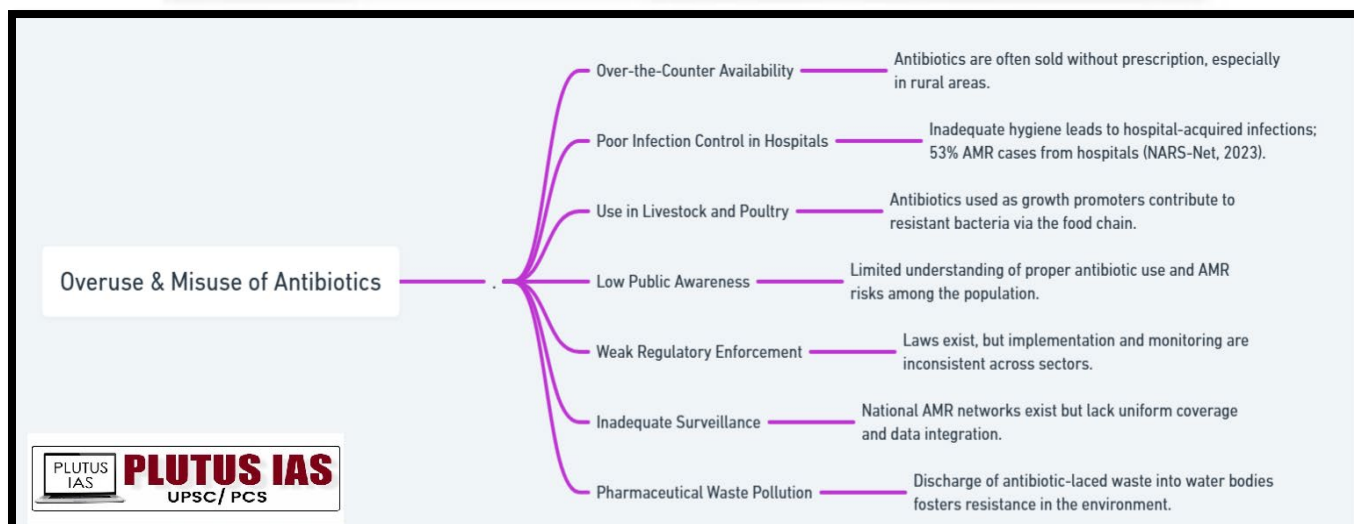 Overuse & Misuse of Antibiotics
.
Over-the-Counter Availability
Antibiotics are often sold without prescription, especially
in rural areas.
Poor Infection Control in Hospitals
Inadequate hygiene leads to hospital-acquired infections;
53% AMR cases from hospitals (NARS-Net, 2023).
Use in Livestock and Poultry
Antibiotics used as growth promoters contribute to
resistant bacteria via the food chain.
Low Public Awareness
Limited understanding of proper antibiotic use and AMR
risks among the population.
Weak Regulatory Enforcement
Laws exist, but implementation and monitoring are
inconsistent across sectors.
Inadequate Surveillance
National AMR networks exist but lack uniform coverage
and data integration.
Pharmaceutical Waste Pollution
Discharge of antibiotic-laced waste into water bodies
fosters resistance in the environment.
PLUTUS
IAS
PLUTUS IAS
UPSC/ PCS